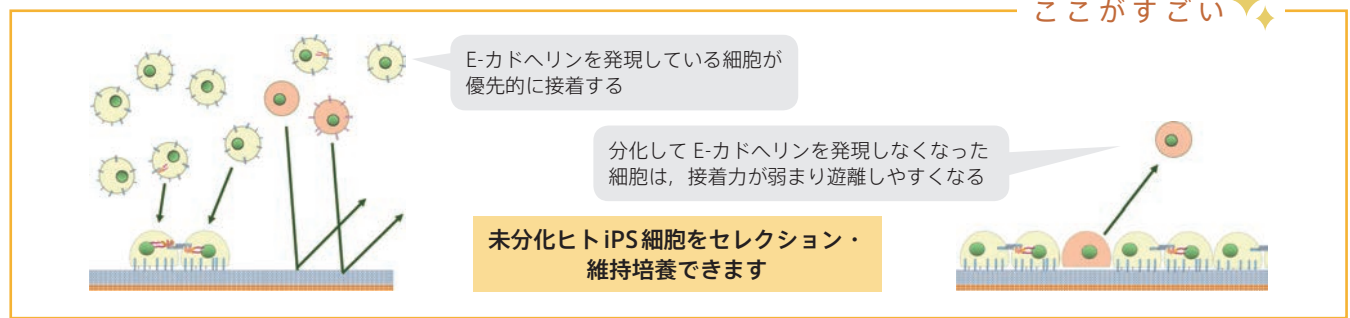 ここがすごい
E-カドヘリンを発現している細胞が
優先的に接着する
分化して E-カドヘリンを発現しなくなった
細胞は，接着力が弱まり遊離しやすくなる
未分化ヒトiPS細胞をセレクション・
維持培養できます